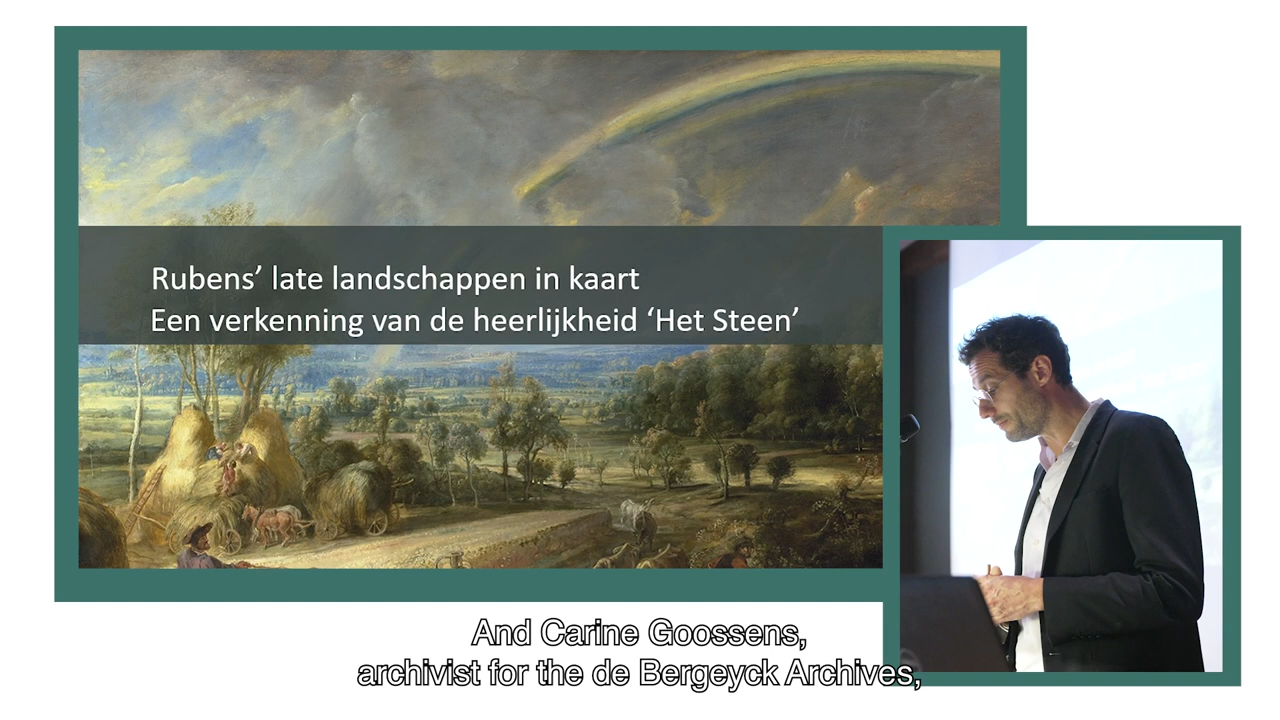 Rubens’ late landschappen in kaart
Een verkenning van de heerlijkheid ‘Het Steen’
And Carine Goossens,
archivist for the de Bergeyck Archives,